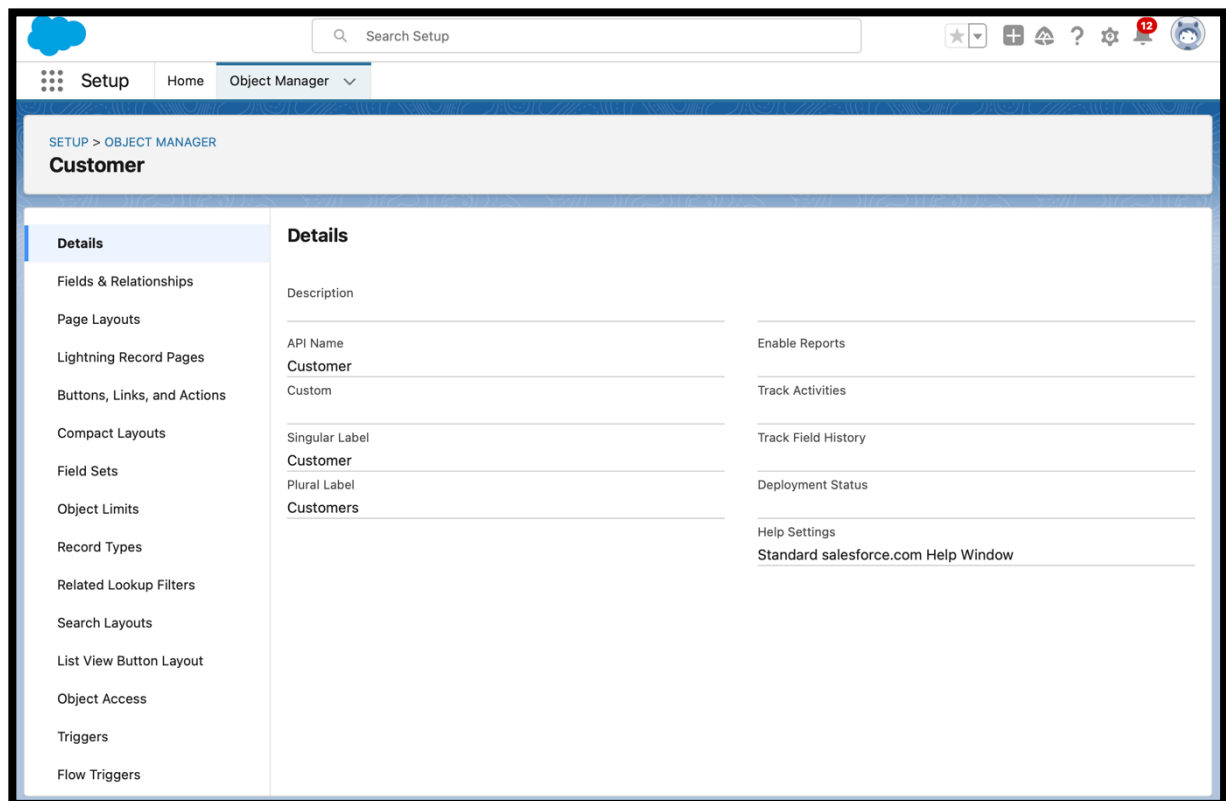 Search Setup
12
Setup
Home
Object Manager
SETUP > OBJECT MANAGER
Customer
Details
Fields & Relationships
Page Layouts
Lightning Record Pages
Buttons, Links, and Actions
Compact Layouts
Field Sets
Object Limits
Record Types
Related Lookup Filters
Search Layouts
List View Button Layout
Object Access
Triggers
Flow Triggers
Details
Description
API Name
Customer
Custom
Singular Label
Customer
Plural Label
Customers
Enable Reports
Track Activities
Track Field History
Deployment Status
Help Settings
Standard salesforce.com Help Window